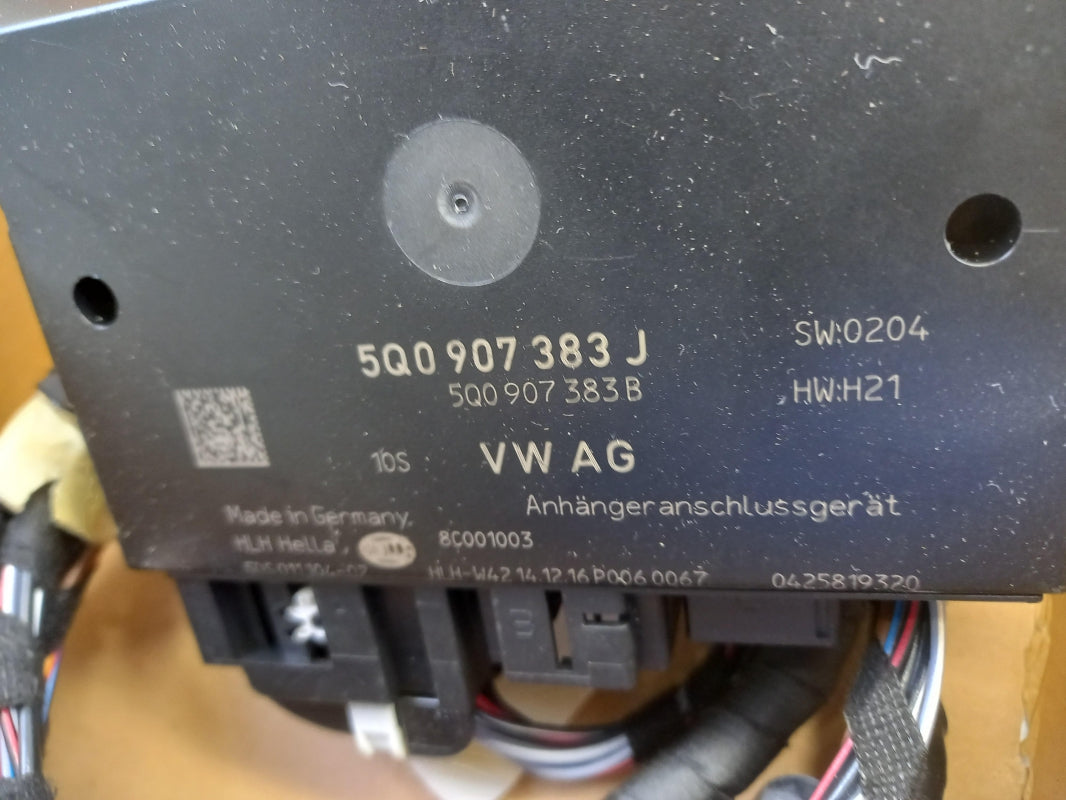 5Q0 907 383 J
SW:0204
5Q0 907 383 B
HW:H21
10S
VW AG
Anhängeranschlussgerät
Made in Germany,
HLH Hella,
8C001003
HLH-W42 14.12.16 P006 0067
0425819320